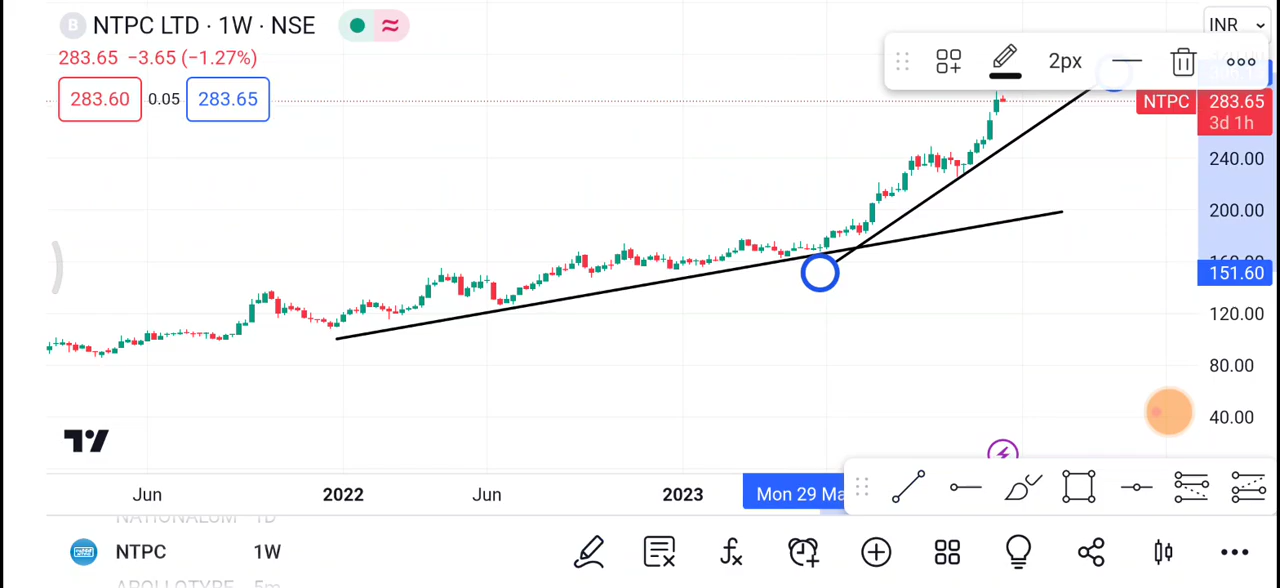 B NTPC LTD · 1W · NSE
INR
283.65 −3.65 (−1.27%)
2px
283.60 0.05 283.65
NTPC 283.65
3d 1h
240.00
200.00
151.60
120.00
80.00
40.00
Jun 2022 Jun 2023 Mon 29 Ma
NATIONALUM 1D
NTPC 1W
APOLLOTYPE 5m